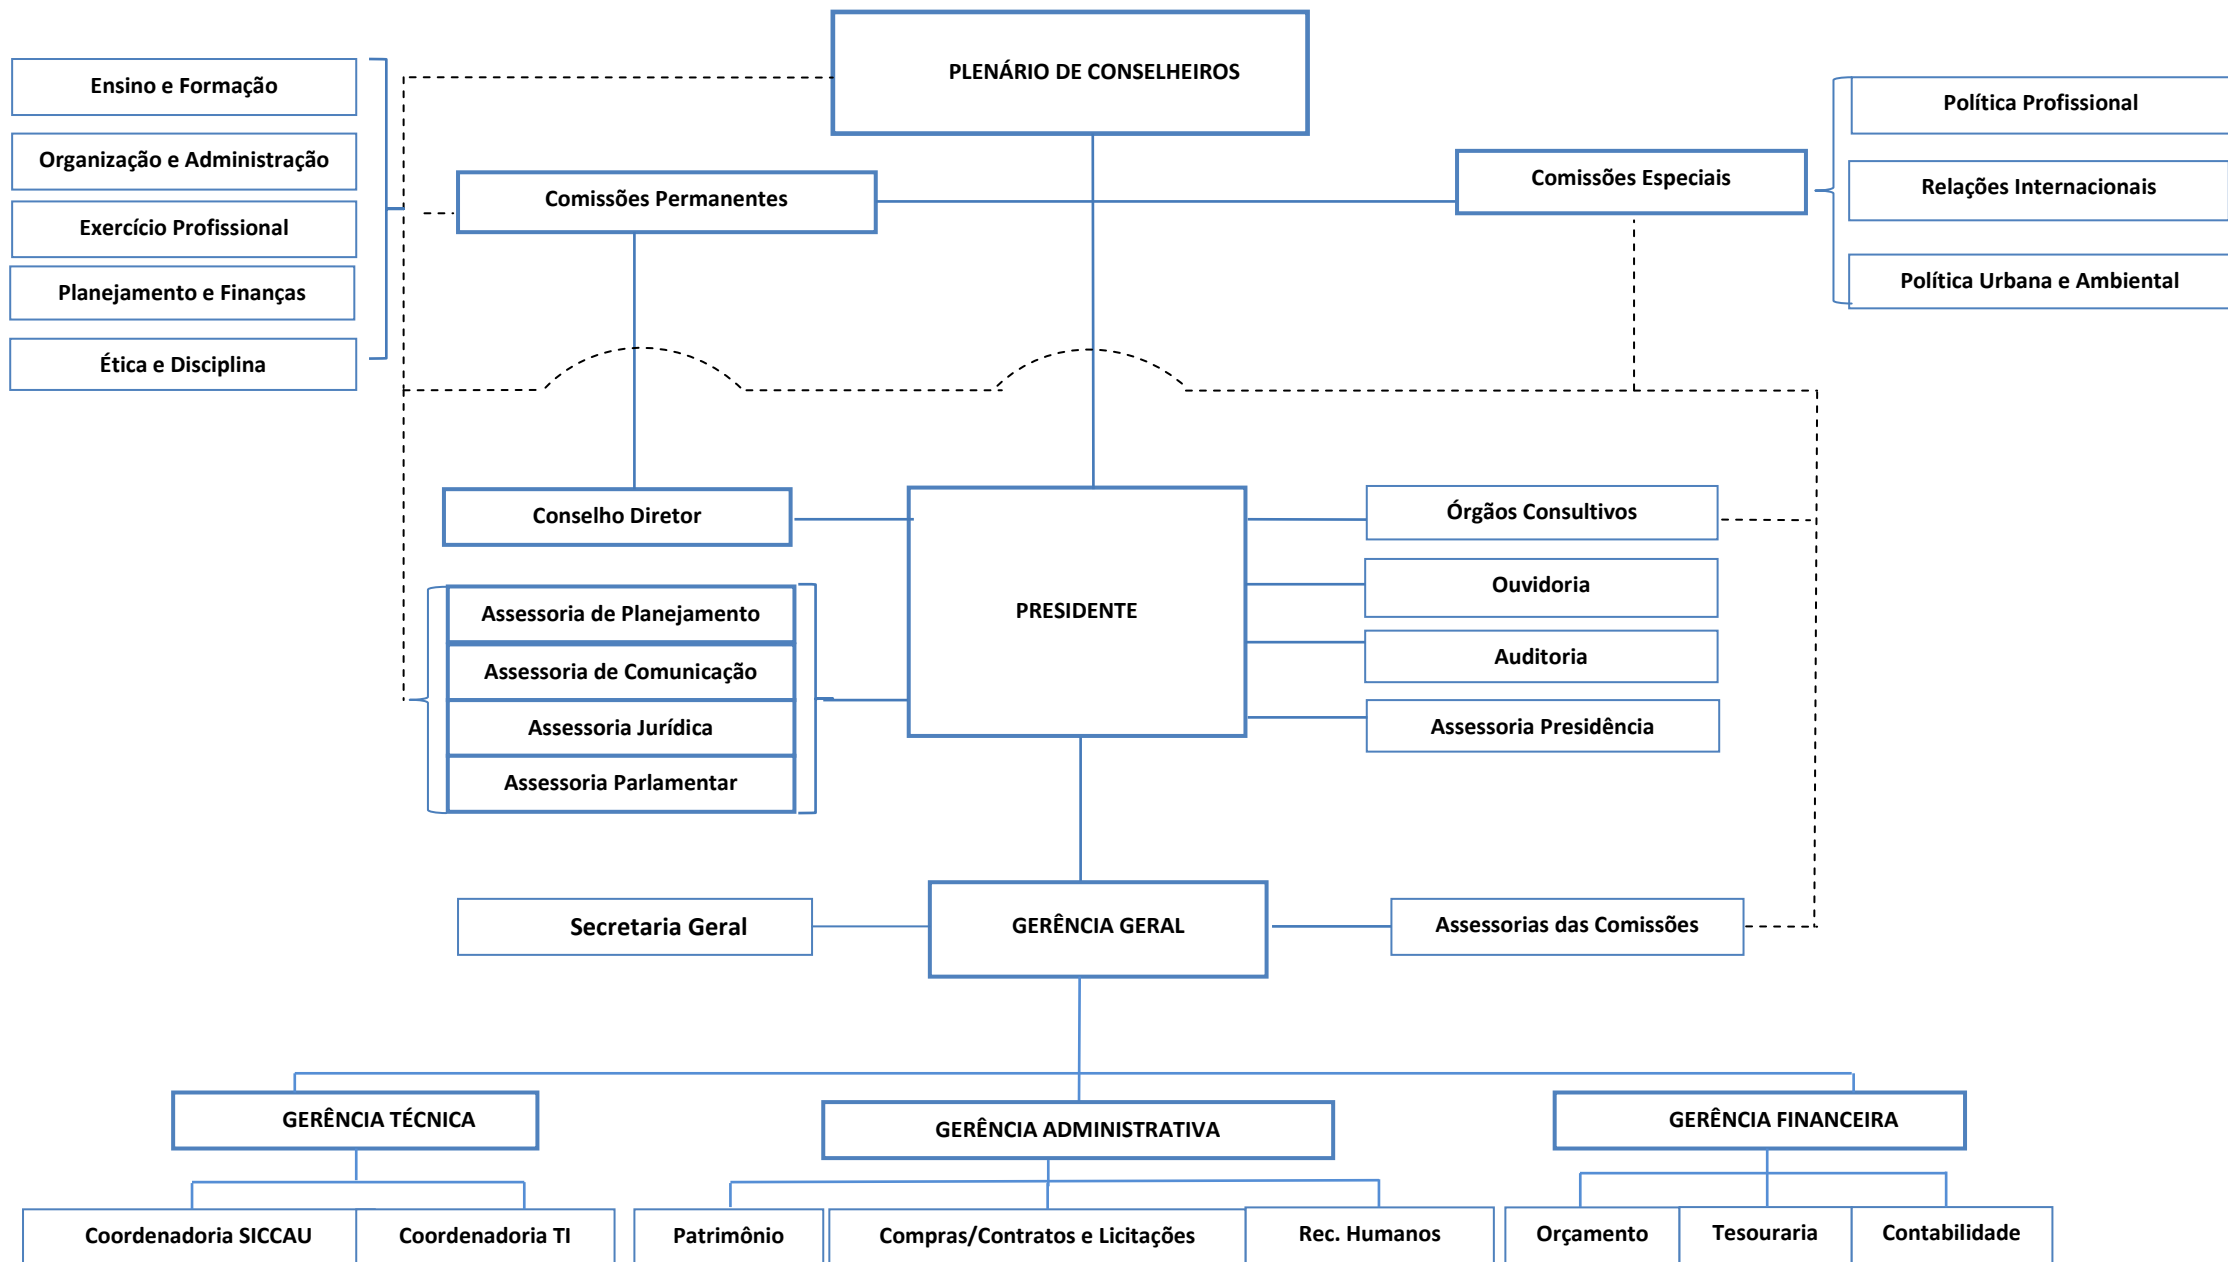 PLENÁRIO DE CONSELHEIROS
Ensino e Formação
Organização e Administração
Exercício Profissional
Planejamento e Finanças
Ética e Disciplina
Comissões Permanentes
Comissões Especiais
Política Profissional
Relações Internacionais
Política Urbana e Ambiental
Conselho Diretor
Assessoria de Planejamento
Assessoria de Comunicação
Assessoria Jurídica
Assessoria Parlamentar
PRESIDENTE
Órgãos Consultivos
Ouvidoria
Auditoria
Assessoria Presidência
Secretaria Geral
GERÊNCIA GERAL
Assessorias das Comissões
GERÊNCIA TÉCNICA
GERÊNCIA ADMINISTRATIVA
GERÊNCIA FINANCEIRA
Coordenadoria SICCAU
Coordenadoria TI
Patrimônio
Compras/Contratos e Licitações
Rec. Humanos
Orçamento
Tesouraria
Contabilidade